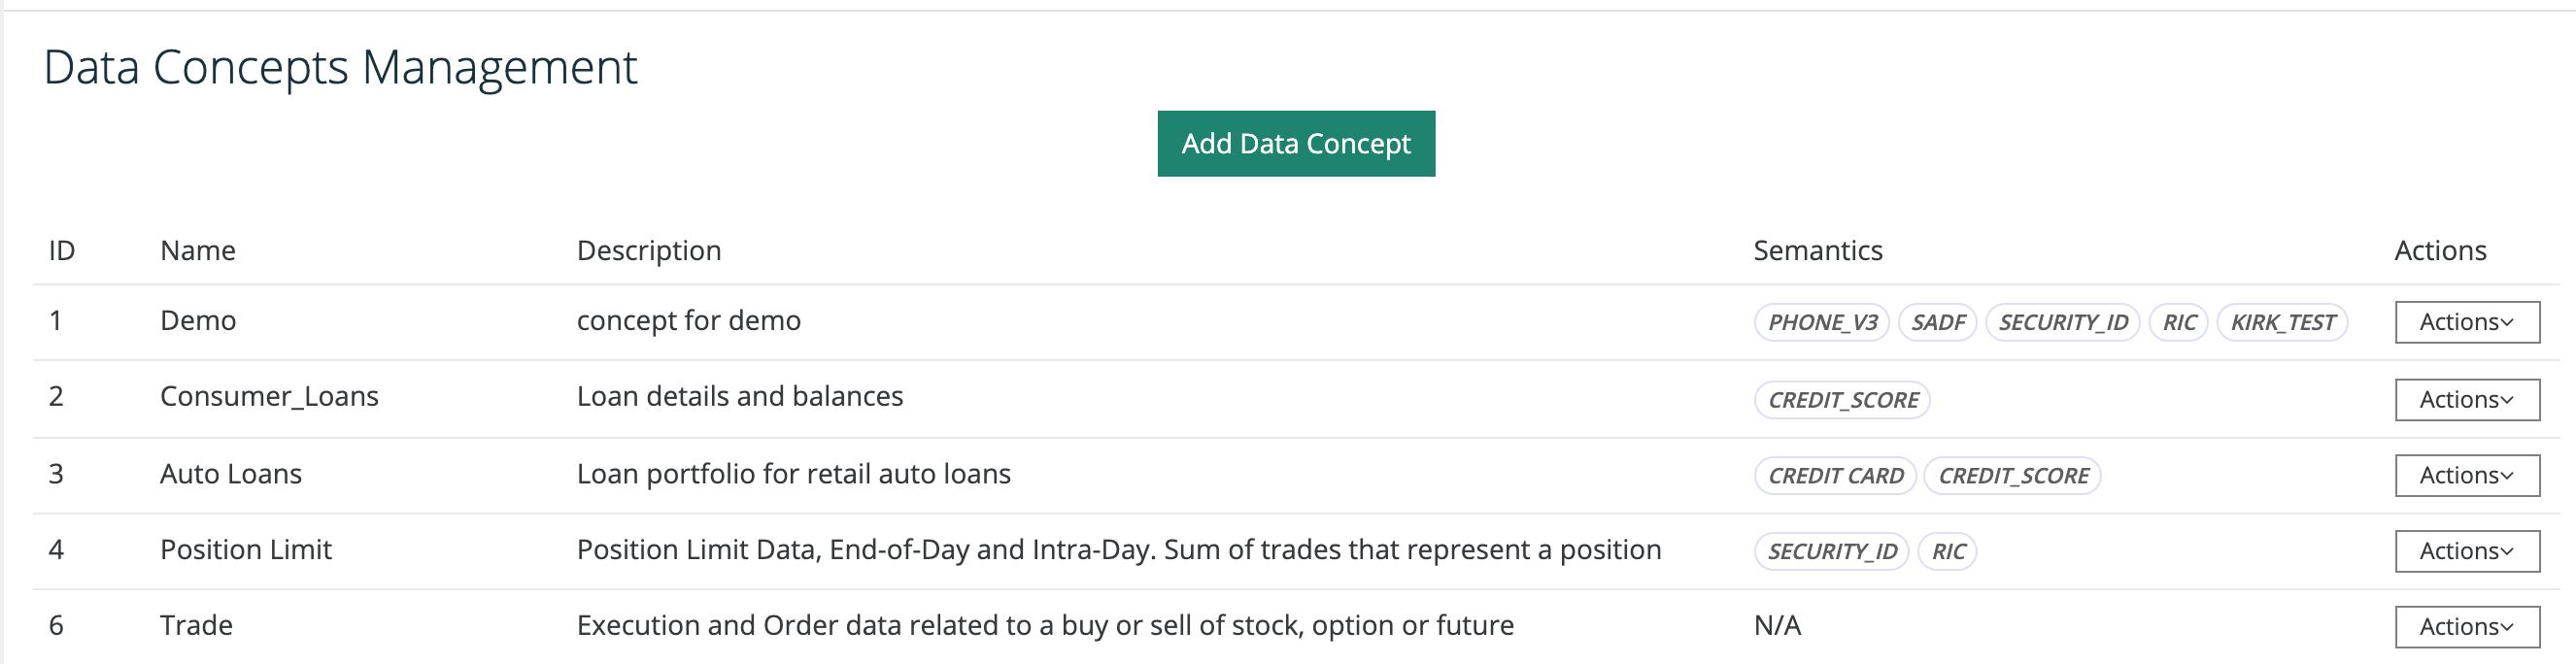 Data Concepts Management
Add Data Concept
ID Name Description Semantics Actions
1 Demo concept for demo PHONE_V3 SADF SECURITY_ID RIC KIRK_TEST Actions
2 Consumer_Loans Loan details and balances CREDIT_SCORE Actions
3 Auto Loans Loan portfolio for retail auto loans CREDIT CARD CREDIT_SCORE Actions
4 Position Limit Position Limit Data, End-of-Day and Intra-Day. Sum of trades that represent a position SECURITY_ID RIC Actions
6 Trade Execution and Order data related to a buy or sell of stock, option or future N/A Actions